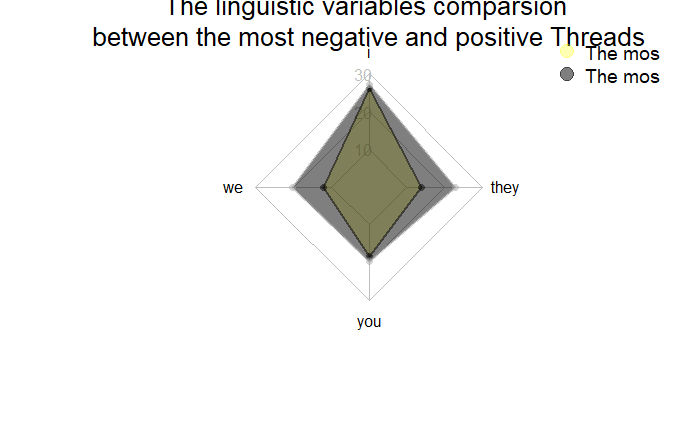 The linguistic variables comparsion
between the most negative and positive Threads
The mos
The mos
I
30
20
10
we
they
you